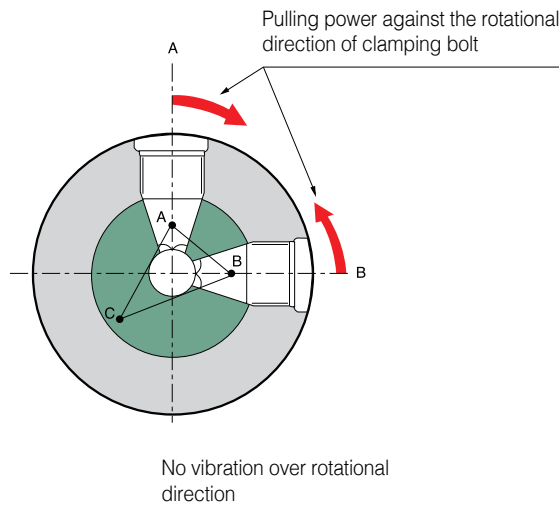 Pulling power against the rotational
direction of clamping bolt
A
A
B
B
C
No vibration over rotational
direction